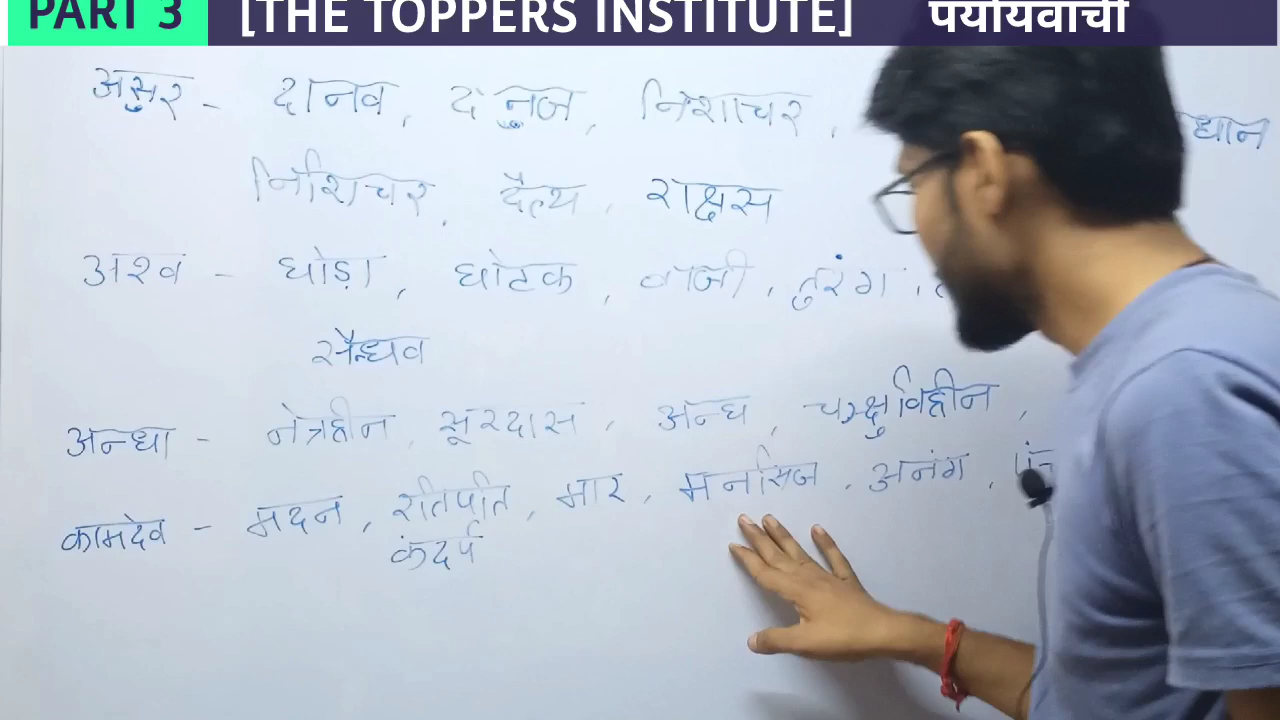 PART 3 [THE TOPPERS INSTITUTE] पर्यायवाची
असुर - दानव, दनुज, निशाचर,
निशिचर, दैत्य, राक्षस
अश्व - घोड़ा, घोटक, वाजी, तुरंग,
सैन्धव
अन्धा - नेत्रहीन, सूरदास, अन्ध, चक्षुविहीन,
कामदेव - मदन, रतिपति, मार, मनसिज, अनंग,
कंदर्प